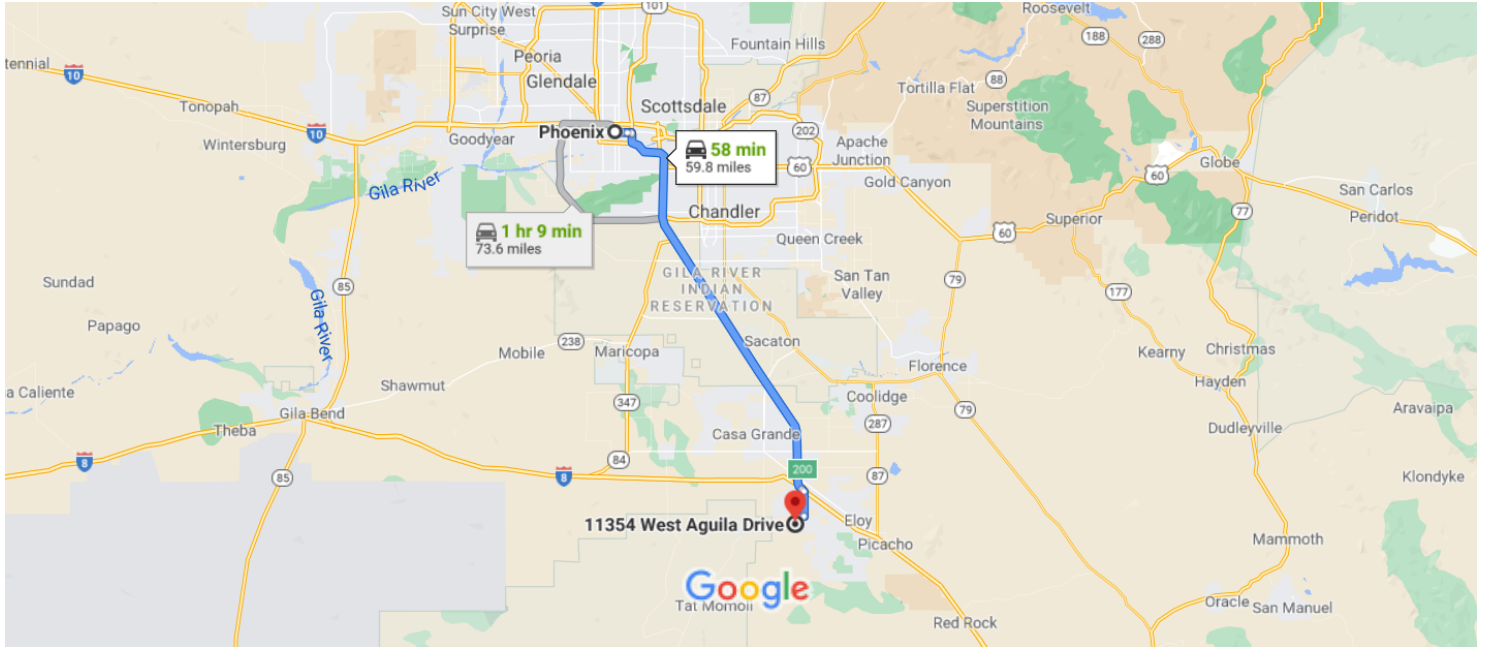 Sun City West
Surprise
101
Roosevelt
188
288
Fountain Hills
Peoria
tennial
10
Glendale
87
Tortilla Flat
88
Tonopah
Scottsdale
Superstition
Mountains
10
Phoenix
202
Wintersburg
Goodyear
58 min
59.8 miles
Apache
Junction
60
Globe
60
Gila River
Gold Canyon
San Carlos
Peridot
Chandler
77
Superior
1 hr 9 min
73.6 miles
Queen Creek
60
GILA RIVER
INDIAN
RESERVATION
San Tan
Valley
79
Sundad
85
177
Gila River
Papago
238
Sacaton
Mobile
Maricopa
Kearny
Christmas
Florence
a Caliente
Shawmut
Hayden
347
Coolidge
79
Aravaipa
Gila Bend
287
Theba
Casa Grande
Dudleyville
8
84
200
85
8
87
Klondyke
11354 West Aguila Drive
Eloy
Picacho
Mammoth
Google
Tat Momoli
Oracle
San Manuel
Red Rock